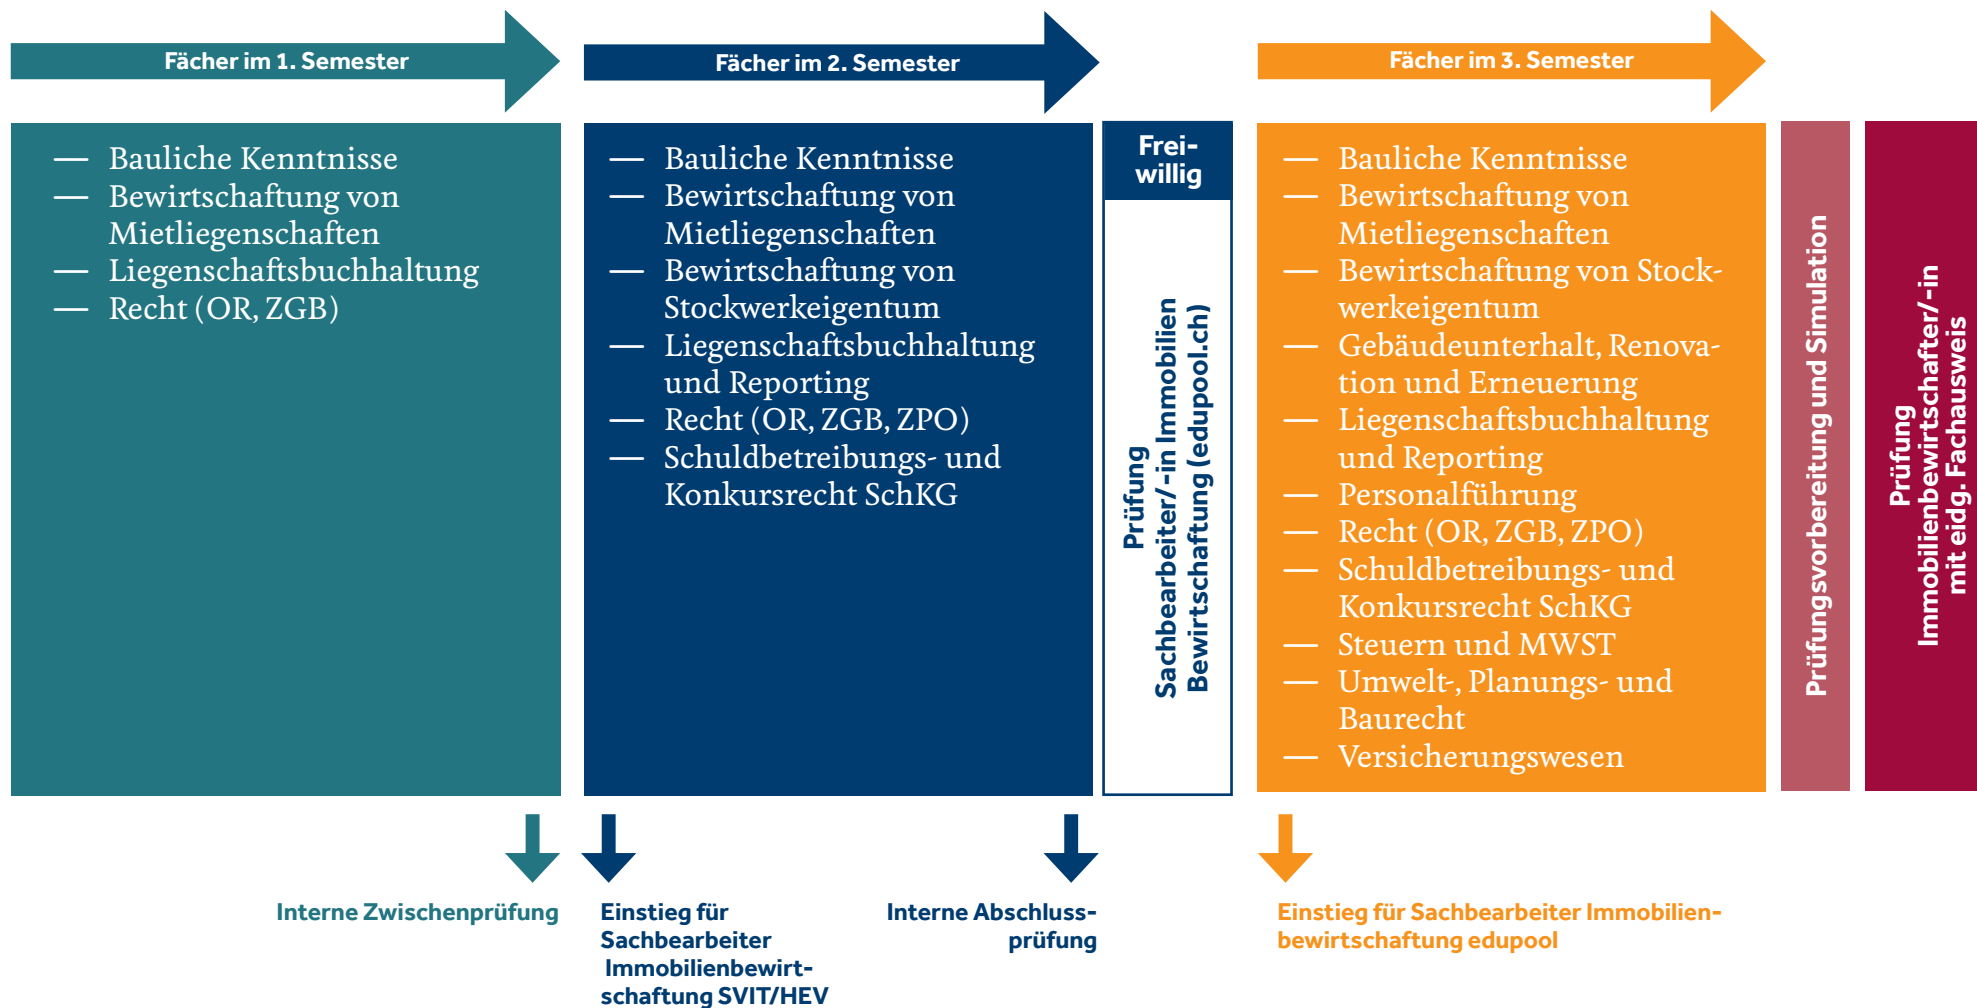 Fächer im 1. Semester
— Bauliche Kenntnisse
— Bewirtschaftung von
Mietliegenschaften
— Liegenschaftsbuchhaltung
— Recht (OR, ZGB)
Interne Zwischenprüfung
Fächer im 2. Semester
— Bauliche Kenntnisse
— Bewirtschaftung von
Mietliegenschaften
— Bewirtschaftung von
Stockwerkeigentum
— Liegenschaftsbuchhaltung
und Reporting
— Recht (OR, ZGB, ZPO)
— Schuldbetreibungs- und
Konkursrecht SchKG
Einstieg für
Sachbearbeiter
Immobilienbewirt-
schaftung SVIT/HEV
Interne Abschluss-
prüfung
Frei-
willig
Prüfung
Sachbearbeiter/-in Immobilien
Bewirtschaftung (edupool.ch)
Fächer im 3. Semester
— Bauliche Kenntnisse
— Bewirtschaftung von
Mietliegenschaften
— Bewirtschaftung von Stock-
werkeigentum
— Gebäudeunterhalt, Renova-
tion und Erneuerung
— Liegenschaftsbuchhaltung
und Reporting
— Personalführung
— Recht (OR, ZGB, ZPO)
— Schuldbetreibungs- und
Konkursrecht SchKG
— Steuern und MWST
— Umwelt-, Planungs- und
Baurecht
— Versicherungswesen
Einstieg für Sachbearbeiter Immobilien-
bewirtschaftung edupool
Prüfungsvorbereitung und Simulation
Prüfung
Immobilienbewirtschafter/-in
mit eidg. Fachausweis